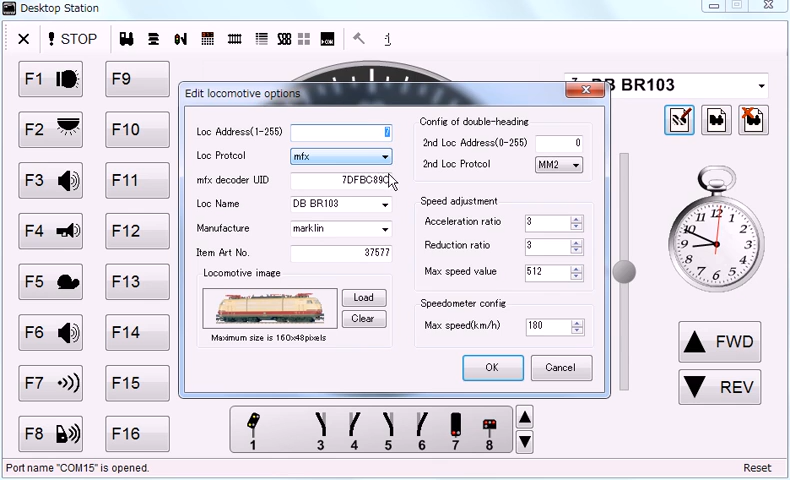 Desktop Station
STOP
DB BR103
F1
F9
F2
F10
F3
F11
F4
F12
F5
F13
F6
F14
F7
F15
F8
F16
Edit locomotive options
Loc Address(1-255)
7
Loc Protcol
mfx
mfx decoder UID
7DFBC89C
Loc Name
DB BR103
Manufacture
marklin
Item Art No.
37577
Locomotive image
Load
Clear
Maximum size is 160x48pixels
Config of double-heading
2nd Loc Address(0-255)
0
2nd Loc Protcol
MM2
Speed adjustment
Acceleration ratio
3
Reduction ratio
3
Max speed value
512
Speedometer config
Max speed(km/h)
180
OK
Cancel
FWD
REV
1 3 4 5 6 7 8
Port name "COM15" is opened.
Reset